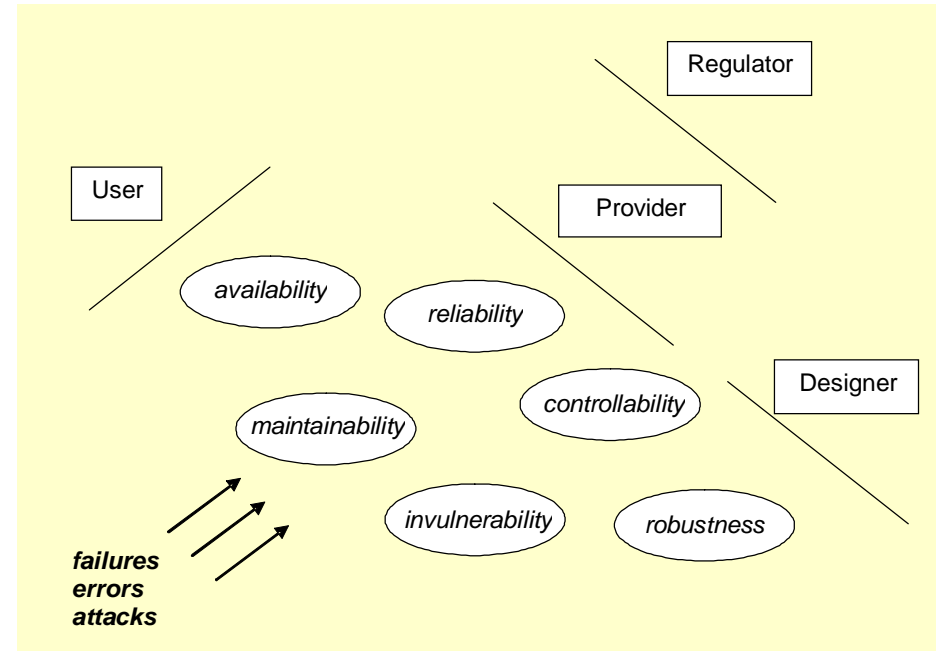 Regulator
User
Provider
availability
reliability
Designer
controllability
maintainability
invulnerability
robustness
failures
errors
attacks